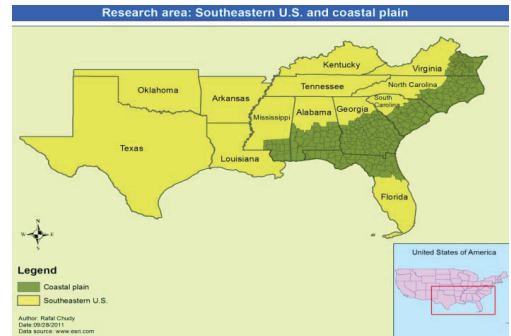 Research area: Southeastern U.S. and coastal plain
Kentucky
Virginia
Oklahoma
Tennessee
North Carolina
Arkansas
South
Carolina
Mississippi
Alabama
Georgia
Texas
Louisiana
Florida
N
W
E
S
Legend
Coastal plain
Southeastern U.S.
Author: Rafal Chudy
Date:09/28/2011
Data source: www.esri.com
United States of America